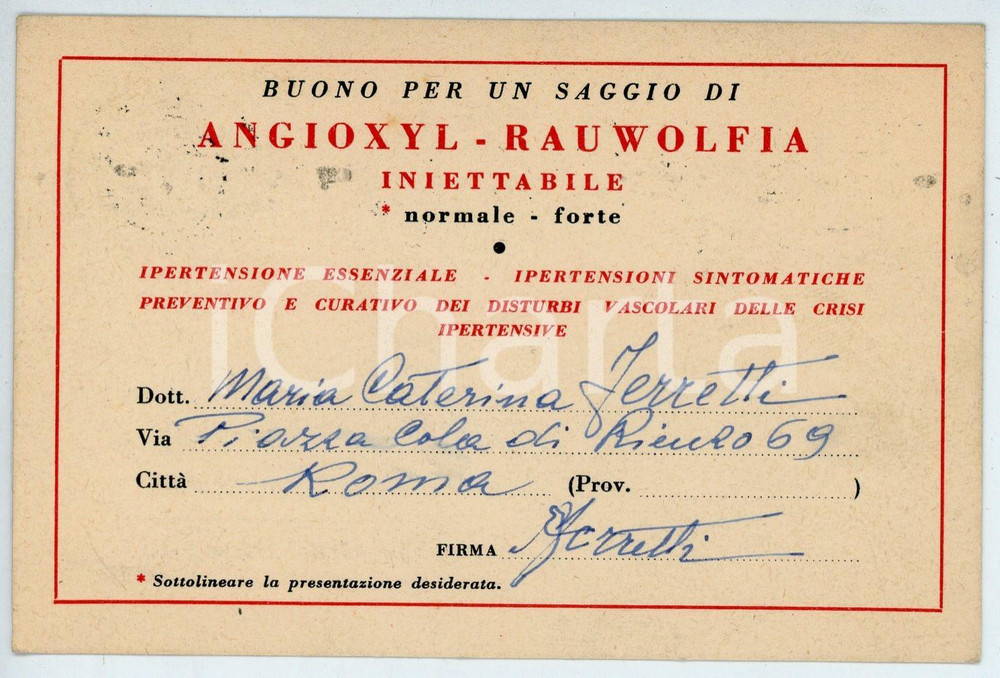 BUONO PER UN SAGGIO DI
ANGIOXYL - RAUWOLFIA
INIETTABILE
* normale - forte
IPERTENSIONE ESSENZIALE - IPERTENSIONI SINTOMATICHE
PREVENTIVO E CURATIVO DEI DISTURBI VASCOLARI DELLE CRISI
IPERTENSIVE
iCharta
Dott. Maria Caterina Ferretti
Via Piazza Cola di Rienzo 69
Città Roma (Prov. )
FIRMA Ferretti
* Sottolineare la presentazione desiderata.